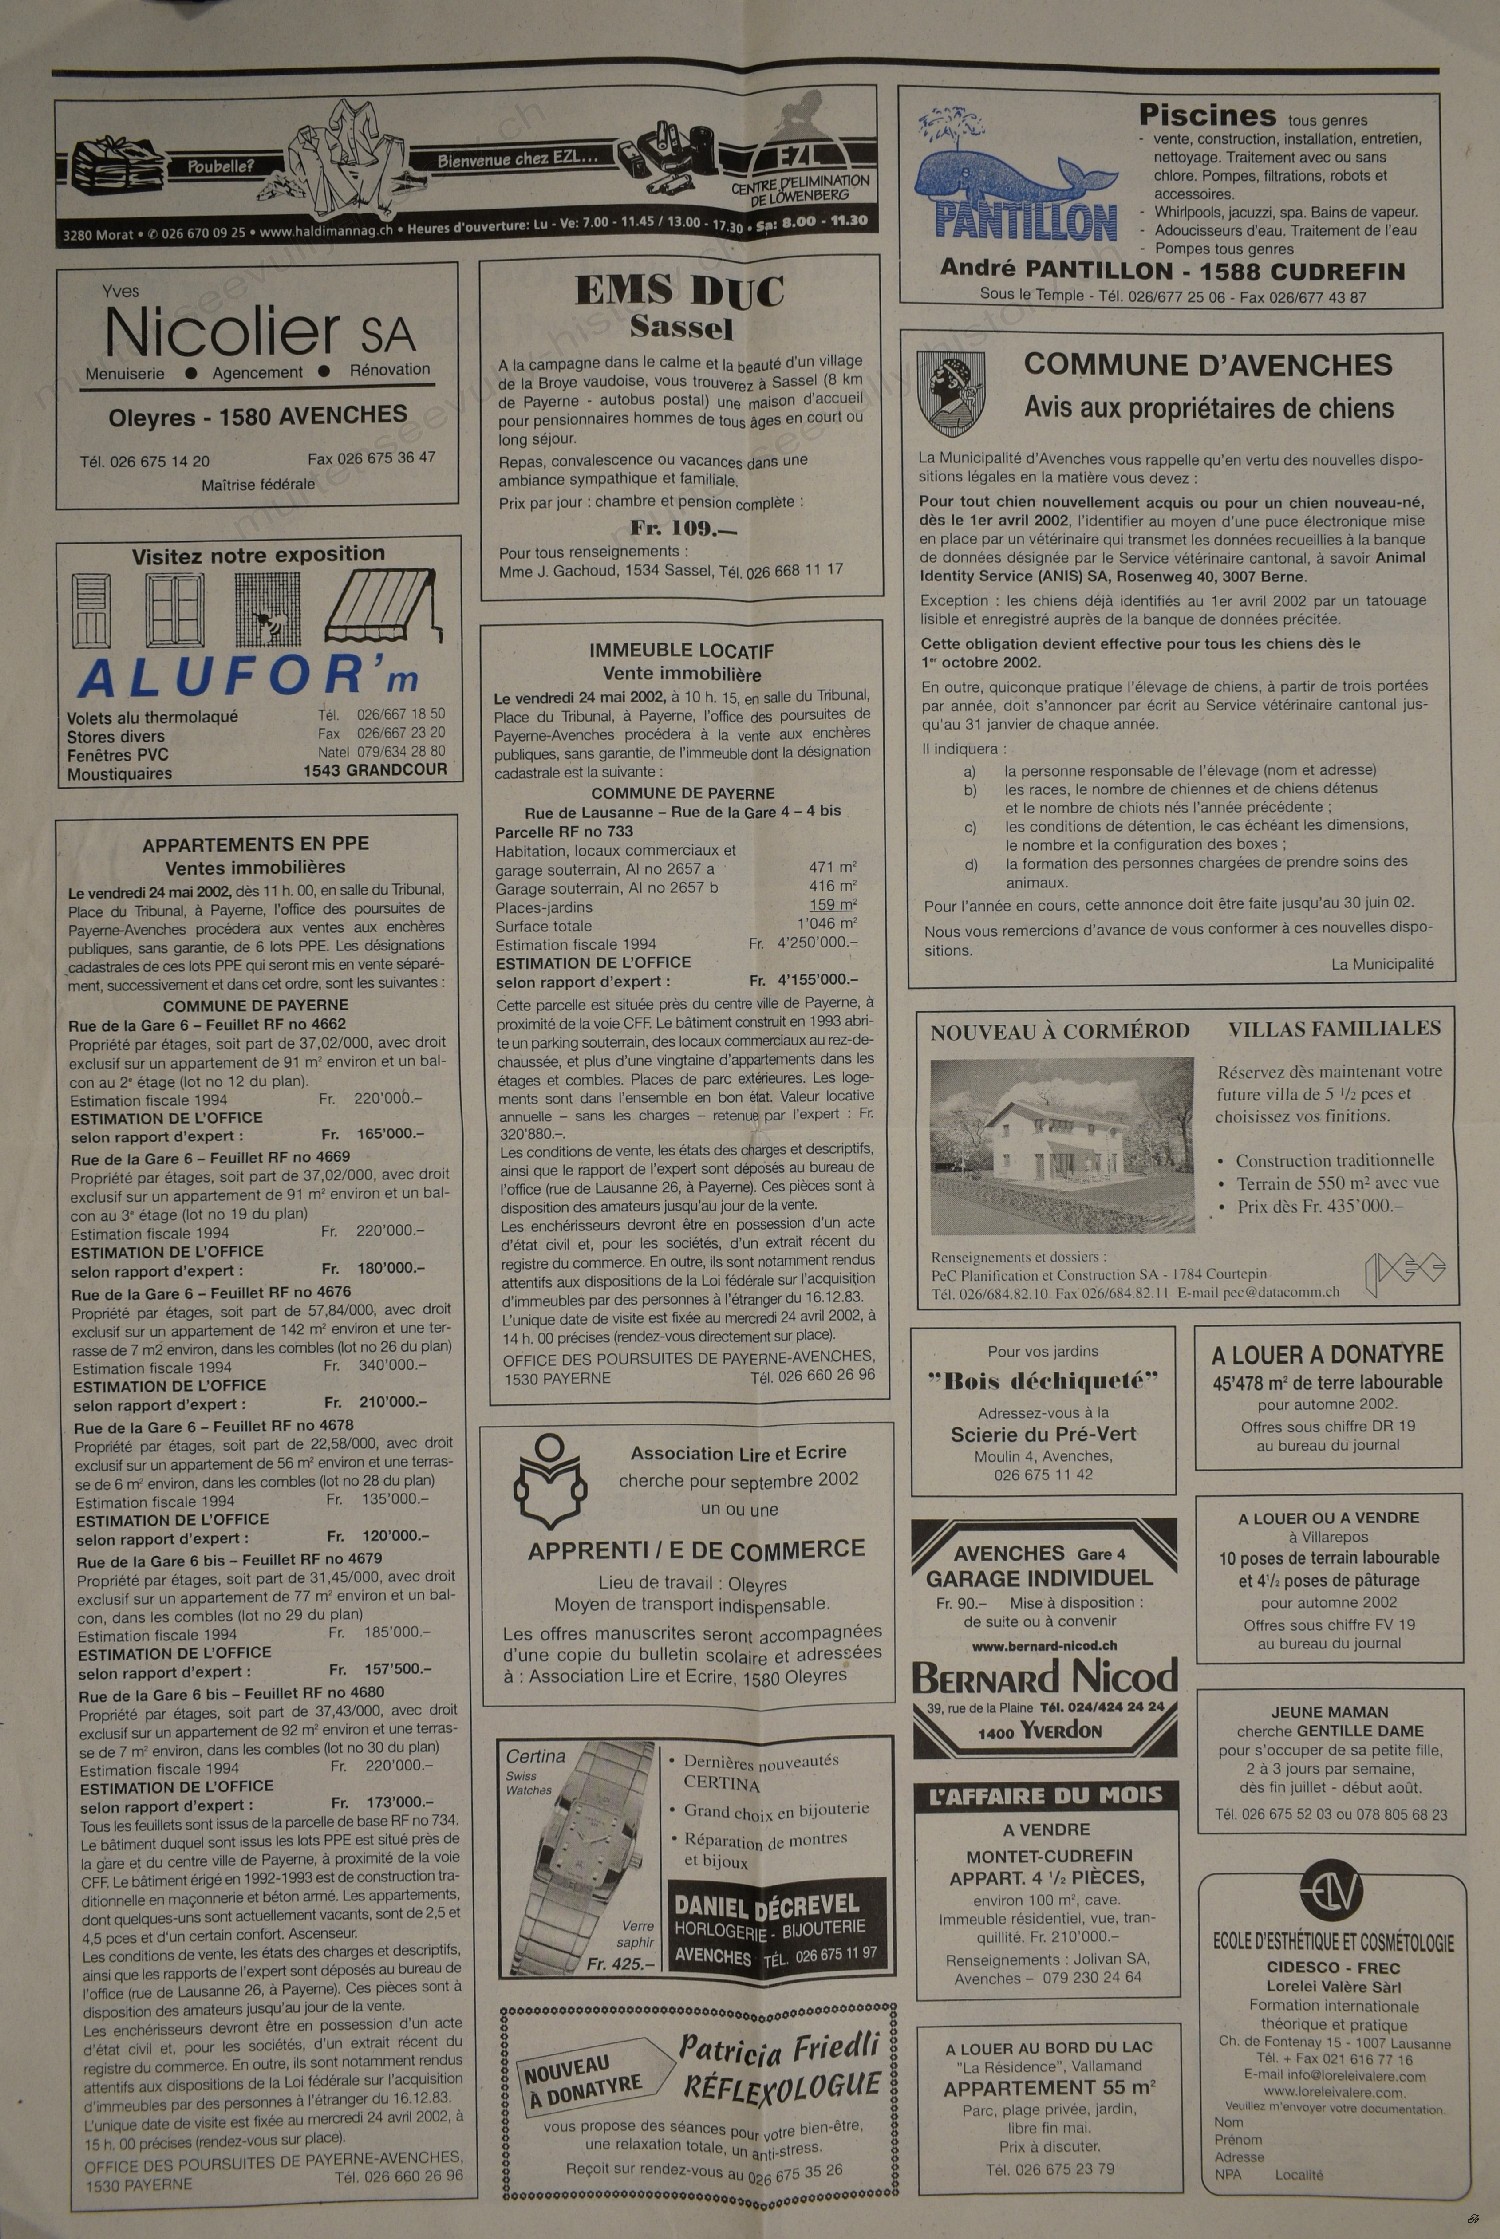 Poubelle?
Bienvenue chez EZL...
EZL
CENTRE D'ELIMINATION
DE LÖWENBERG
3280 Morat • ✆ 026 670 09 25 • www.haldimannag.ch • Heures d'ouverture: Lu - Ve: 7.00 - 11.45 / 13.00 - 17.30 • Sa: 8.00 - 11.30
Yves
Nicolier SA
Menuiserie ● Agencement ● Rénovation
Oleyres - 1580 AVENCHES
Tél. 026 675 14 20 Fax 026 675 36 47
Maîtrise fédérale
Visitez notre exposition
ALUFOR'm
Volets alu thermolaqué Tél. 026/667 18 50
Stores divers Fax 026/667 23 20
Fenêtres PVC Natel 079/634 28 80
Moustiquaires 1543 GRANDCOUR
APPARTEMENTS EN PPE
Ventes immobilières
Le vendredi 24 mai 2002, dès 11 h. 00, en salle du Tribunal,
Place du Tribunal, à Payerne, l'office des poursuites de
Payerne-Avenches procédera aux ventes aux enchères
publiques, sans garantie, de 6 lots PPE. Les désignations
cadastrales de ces lots PPE qui seront mis en vente séparé-
ment, successivement et dans cet ordre, sont les suivantes :
COMMUNE DE PAYERNE
Rue de la Gare 6 – Feuillet RF no 4662
Propriété par étages, soit part de 37,02/000, avec droit
exclusif sur un appartement de 91 m² environ et un bal-
con au 2e étage (lot no 12 du plan).
Estimation fiscale 1994 Fr. 220'000.–
ESTIMATION DE L'OFFICE
selon rapport d'expert : Fr. 165'000.–
Rue de la Gare 6 – Feuillet RF no 4669
Propriété par étages, soit part de 37,02/000, avec droit
exclusif sur un appartement de 91 m² environ et un bal-
con au 3e étage (lot no 19 du plan)
Estimation fiscale 1994 Fr. 220'000.–
ESTIMATION DE L'OFFICE
selon rapport d'expert : Fr. 180'000.–
Rue de la Gare 6 – Feuillet RF no 4676
Propriété par étages, soit part de 57,84/000, avec droit
exclusif sur un appartement de 142 m² environ et une ter-
rasse de 7 m2 environ, dans les combles (lot no 26 du plan)
Estimation fiscale 1994 Fr. 340'000.–
ESTIMATION DE L'OFFICE
selon rapport d'expert : Fr. 210'000.–
Rue de la Gare 6 – Feuillet RF no 4678
Propriété par étages, soit part de 22,58/000, avec droit
exclusif sur un appartement de 56 m² environ et une terras-
se de 6 m² environ, dans les combles (lot no 28 du plan)
Estimation fiscale 1994 Fr. 135'000.–
ESTIMATION DE L'OFFICE
selon rapport d'expert : Fr. 120'000.–
Rue de la Gare 6 bis – Feuillet RF no 4679
Propriété par étages, soit part de 31,45/000, avec droit
exclusif sur un appartement de 77 m² environ et un bal-
con, dans les combles (lot no 29 du plan)
Estimation fiscale 1994 Fr. 185'000.–
ESTIMATION DE L'OFFICE
selon rapport d'expert : Fr. 157'500.–
Rue de la Gare 6 bis – Feuillet RF no 4680
Propriété par étages, soit part de 37,43/000, avec droit
exclusif sur un appartement de 92 m² environ et une terras-
se de 7 m² environ, dans les combles (lot no 30 du plan)
Estimation fiscale 1994 Fr. 220'000.–
ESTIMATION DE L'OFFICE
selon rapport d'expert : Fr. 173'000.–
Tous les feuillets sont issus de la parcelle de base RF no 734.
Le bâtiment duquel sont issus les lots PPE est situé près de
la gare et du centre ville de Payerne, à proximité de la voie
CFF. Le bâtiment érigé en 1992-1993 est de construction tra-
ditionnelle en maçonnerie et béton armé. Les appartements,
dont quelques-uns sont actuellement vacants, sont de 2,5 et
4,5 pces et d'un certain confort. Ascenseur.
Les conditions de vente, les états des charges et descriptifs,
ainsi que les rapports de l'expert sont déposés au bureau de
l'office (rue de Lausanne 26, à Payerne). Ces pièces sont à
disposition des amateurs jusqu'au jour de la vente.
Les enchérisseurs devront être en possession d'un acte
d'état civil et, pour les sociétés, d'un extrait récent du
registre du commerce. En outre, ils sont notamment rendus
attentifs aux dispositions de la Loi fédérale sur l'acquisition
d'immeubles par des personnes à l'étranger du 16.12.83.
L'unique date de visite est fixée au mercredi 24 avril 2002, à
15 h. 00 précises (rendez-vous sur place).
OFFICE DES POURSUITES DE PAYERNE-AVENCHES,
1530 PAYERNE Tél. 026 660 26 96
EMS DUC
Sassel
A la campagne dans le calme et la beauté d'un village
de la Broye vaudoise, vous trouverez à Sassel (8 km
de Payerne - autobus postal) une maison d'accueil
pour pensionnaires hommes de tous âges en court ou
long séjour.
Repas, convalescence ou vacances dans une
ambiance sympathique et familiale.
Prix par jour : chambre et pension complète :
Fr. 109.—
Pour tous renseignements :
Mme J. Gachoud, 1534 Sassel, Tél. 026 668 11 17
IMMEUBLE LOCATIF
Vente immobilière
Le vendredi 24 mai 2002, à 10 h. 15, en salle du Tribunal,
Place du Tribunal, à Payerne, l'office des poursuites de
Payerne-Avenches procédera à la vente aux enchères
publiques, sans garantie, de l'immeuble dont la désignation
cadastrale est la suivante :
COMMUNE DE PAYERNE
Rue de Lausanne – Rue de la Gare 4 – 4 bis
Parcelle RF no 733
Habitation, locaux commerciaux et
garage souterrain, AI no 2657 a 471 m²
Garage souterrain, AI no 2657 b 416 m²
Places-jardins 159 m²
Surface totale 1'046 m²
Estimation fiscale 1994 Fr. 4'250'000.–
ESTIMATION DE L'OFFICE
selon rapport d'expert : Fr. 4'155'000.–
Cette parcelle est située près du centre ville de Payerne, à
proximité de la voie CFF. Le bâtiment construit en 1993 abri-
te un parking souterrain, des locaux commerciaux au rez-de-
chaussée, et plus d'une vingtaine d'appartements dans les
étages et combles. Places de parc extérieures. Les loge-
ments sont dans l'ensemble en bon état. Valeur locative
annuelle – sans les charges – retenue par l'expert : Fr.
320'880.–.
Les conditions de vente, les états des charges et descriptifs,
ainsi que le rapport de l'expert sont déposés au bureau de
l'office (rue de Lausanne 26, à Payerne). Ces pièces sont à
disposition des amateurs jusqu'au jour de la vente.
Les enchérisseurs devront être en possession d'un acte
d'état civil et, pour les sociétés, d'un extrait récent du
registre du commerce. En outre, ils sont notamment rendus
attentifs aux dispositions de la Loi fédérale sur l'acquisition
d'immeubles par des personnes à l'étranger du 16.12.83.
L'unique date de visite est fixée au mercredi 24 avril 2002, à
14 h. 00 précises (rendez-vous directement sur place).
OFFICE DES POURSUITES DE PAYERNE-AVENCHES,
1530 PAYERNE Tél. 026 660 26 96
Association Lire et Ecrire
cherche pour septembre 2002
un ou une
APPRENTI / E DE COMMERCE
Lieu de travail : Oleyres
Moyen de transport indispensable.
Les offres manuscrites seront accompagnées
d'une copie du bulletin scolaire et adressées
à : Association Lire et Ecrire, 1580 Oleyres
Certina
Swiss
Watches
Verre
saphir
Fr. 425.–
• Dernières nouveautés
CERTINA
• Grand choix en bijouterie
• Réparation de montres
et bijoux
DANIEL DÉCREVEL
HORLOGERIE - BIJOUTERIE
AVENCHES TÉL. 026 675 11 97
NOUVEAU
À DONATYRE
Patricia Friedli
RÉFLEXOLOGUE
vous propose des séances pour votre bien-être,
une relaxation totale, un anti-stress.
Reçoit sur rendez-vous au 026 675 35 26
PANTILLON
Piscines tous genres
- vente, construction, installation, entretien,
nettoyage. Traitement avec ou sans
chlore. Pompes, filtrations, robots et
accessoires.
- Whirlpools, jacuzzi, spa. Bains de vapeur.
- Adoucisseurs d'eau. Traitement de l'eau
- Pompes tous genres
André PANTILLON - 1588 CUDREFIN
Sous le Temple - Tél. 026/677 25 06 - Fax 026/677 43 87
COMMUNE D'AVENCHES
Avis aux propriétaires de chiens
La Municipalité d'Avenches vous rappelle qu'en vertu des nouvelles dispo-
sitions légales en la matière vous devez :
Pour tout chien nouvellement acquis ou pour un chien nouveau-né,
dès le 1er avril 2002, l'identifier au moyen d'une puce électronique mise
en place par un vétérinaire qui transmet les données recueillies à la banque
de données désignée par le Service vétérinaire cantonal, à savoir Animal
Identity Service (ANIS) SA, Rosenweg 40, 3007 Berne.
Exception : les chiens déjà identifiés au 1er avril 2002 par un tatouage
lisible et enregistré auprès de la banque de données précitée.
Cette obligation devient effective pour tous les chiens dès le
1er octobre 2002.
En outre, quiconque pratique l'élevage de chiens, à partir de trois portées
par année, doit s'annoncer par écrit au Service vétérinaire cantonal jus-
qu'au 31 janvier de chaque année.
Il indiquera :
a) la personne responsable de l'élevage (nom et adresse)
b) les races, le nombre de chiennes et de chiens détenus
et le nombre de chiots nés l'année précédente ;
c) les conditions de détention, le cas échéant les dimensions,
le nombre et la configuration des boxes ;
d) la formation des personnes chargées de prendre soins des
animaux.
Pour l'année en cours, cette annonce doit être faite jusqu'au 30 juin 02.
Nous vous remercions d'avance de vous conformer à ces nouvelles dispo-
sitions.
La Municipalité
NOUVEAU À CORMÉROD VILLAS FAMILIALES
Réservez dès maintenant votre
future villa de 5 1/2 pces et
choisissez vos finitions.
• Construction traditionnelle
• Terrain de 550 m² avec vue
• Prix dès Fr. 435'000.–
Renseignements et dossiers :
PeC Planification et Construction SA - 1784 Courtepin
Tél. 026/684.82.10 Fax 026/684.82.11 E-mail pec@datacomm.ch
Pour vos jardins
"Bois déchiqueté"
Adressez-vous à la
Scierie du Pré-Vert
Moulin 4, Avenches,
026 675 11 42
AVENCHES Gare 4
GARAGE INDIVIDUEL
Fr. 90.– Mise à disposition :
de suite ou à convenir
www.bernard-nicod.ch
BERNARD Nicod
39, rue de la Plaine Tél. 024/424 24 24
1400 YVERDON
L'AFFAIRE DU MOIS
A VENDRE
MONTET-CUDREFIN
APPART. 4 1/2 PIÈCES,
environ 100 m², cave.
Immeuble résidentiel, vue, tran-
quillité. Fr. 210'000.–
Renseignements : Jolivan SA,
Avenches – 079 230 24 64
A LOUER AU BORD DU LAC
"La Résidence", Vallamand
APPARTEMENT 55 m²
Parc, plage privée, jardin,
libre fin mai.
Prix à discuter.
Tél. 026 675 23 79
A LOUER A DONATYRE
45'478 m² de terre labourable
pour automne 2002.
Offres sous chiffre DR 19
au bureau du journal
A LOUER OU A VENDRE
à Villarepos
10 poses de terrain labourable
et 4 1/2 poses de pâturage
pour automne 2002
Offres sous chiffre FV 19
au bureau du journal
JEUNE MAMAN
cherche GENTILLE DAME
pour s'occuper de sa petite fille,
2 à 3 jours par semaine,
dès fin juillet - début août.
Tél. 026 675 52 03 ou 078 805 68 23
ELV
ECOLE D'ESTHÉTIQUE ET COSMÉTOLOGIE
CIDESCO - FREC
Lorelei Valère Sàrl
Formation internationale
théorique et pratique
Ch. de Fontenay 15 - 1007 Lausanne
Tél. + Fax 021 616 77 16
E-mail info@loreleivalere.com
www.loreleivalere.com.
Veuillez m'envoyer votre documentation.
Nom
Prénom
Adresse
NPA Localité